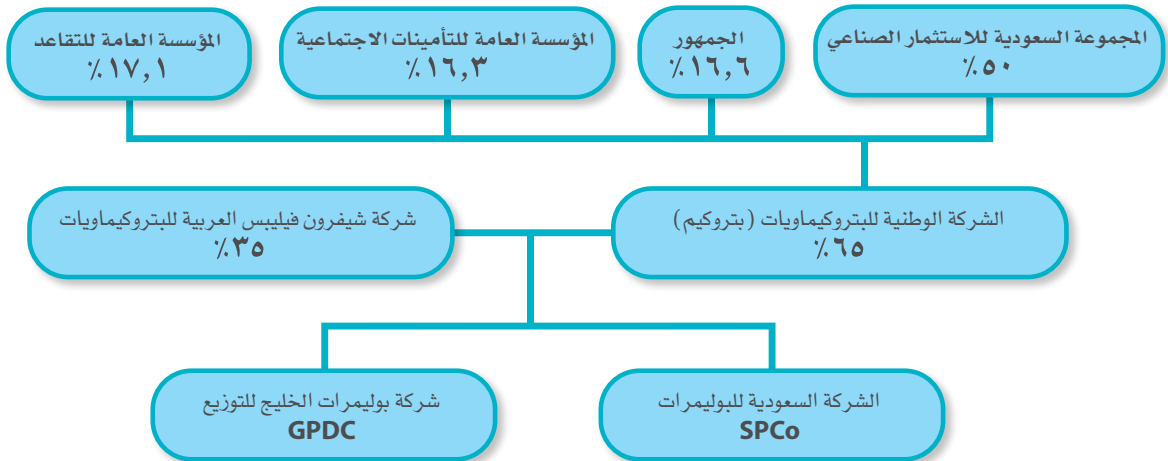 المجموعة السعودية للاستثمار الصناعي
٪٥٠
الجمهور
٪١٦,٦
المؤسسة العامة للتأمينات الاجتماعية
٪١٦,٣
المؤسسة العامة للتقاعد
٪١٧,١
الشركة الوطنية للبتروكيماويات (بتروكيم)
٪٦٥
شركة شيفرون فيليبس العربية للبتروكيماويات
٪٣٥
الشركة السعودية للبوليمرات
SPCo
شركة بوليمرات الخليج للتوزيع
GPDC